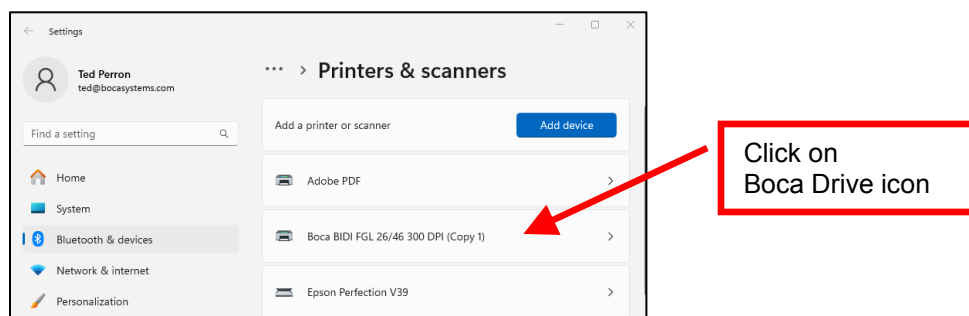 Settings
Ted Perron
ted@bocasystems.com
Find a setting
Home
System
Bluetooth & devices
Network & internet
Personalization
... > Printers & scanners
Add a printer or scanner
Add device
Adobe PDF
Boca BIDI FGL 26/46 300 DPI (Copy 1)
Epson Perfection V39
Click on
Boca Drive icon